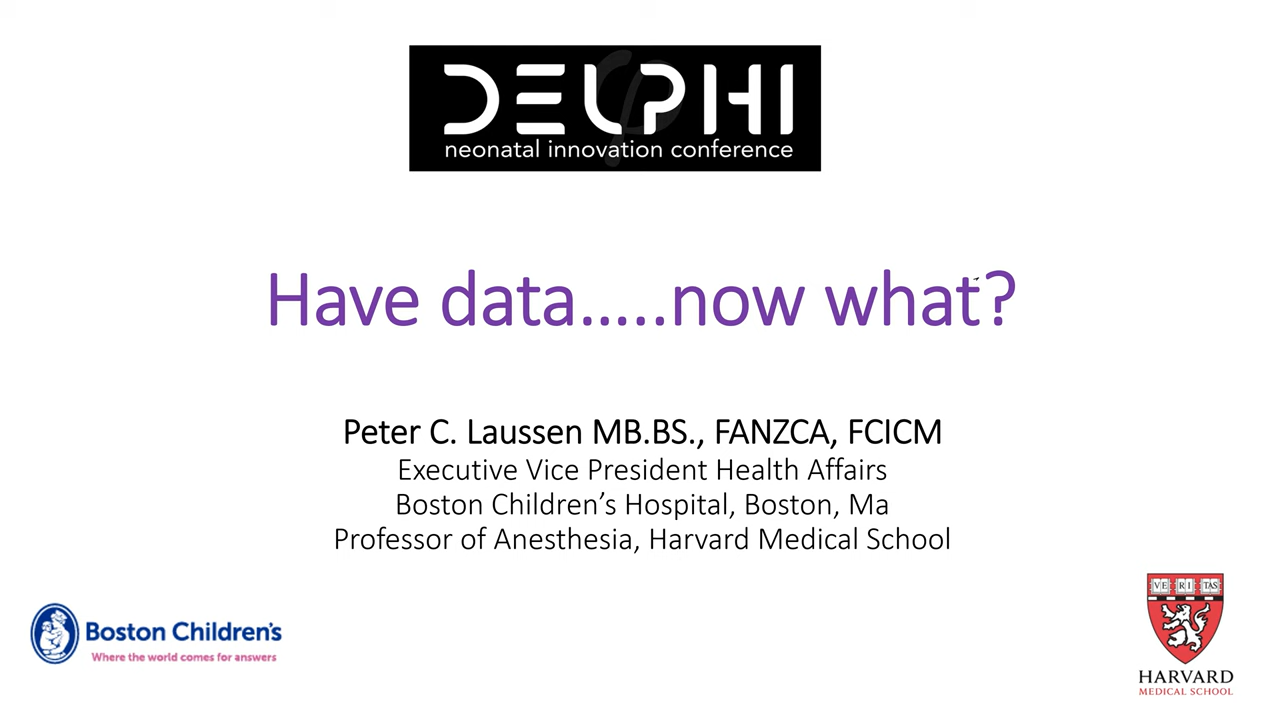 DELPHI
neonatal innovation conference
Have data.....now what?
Peter C. Laussen MB.BS., FANZCA, FCICM
Executive Vice President Health Affairs
Boston Children’s Hospital, Boston, Ma
Professor of Anesthesia, Harvard Medical School
Boston Children's
Where the world comes for answers
VE RI TAS
HARVARD
MEDICAL SCHOOL